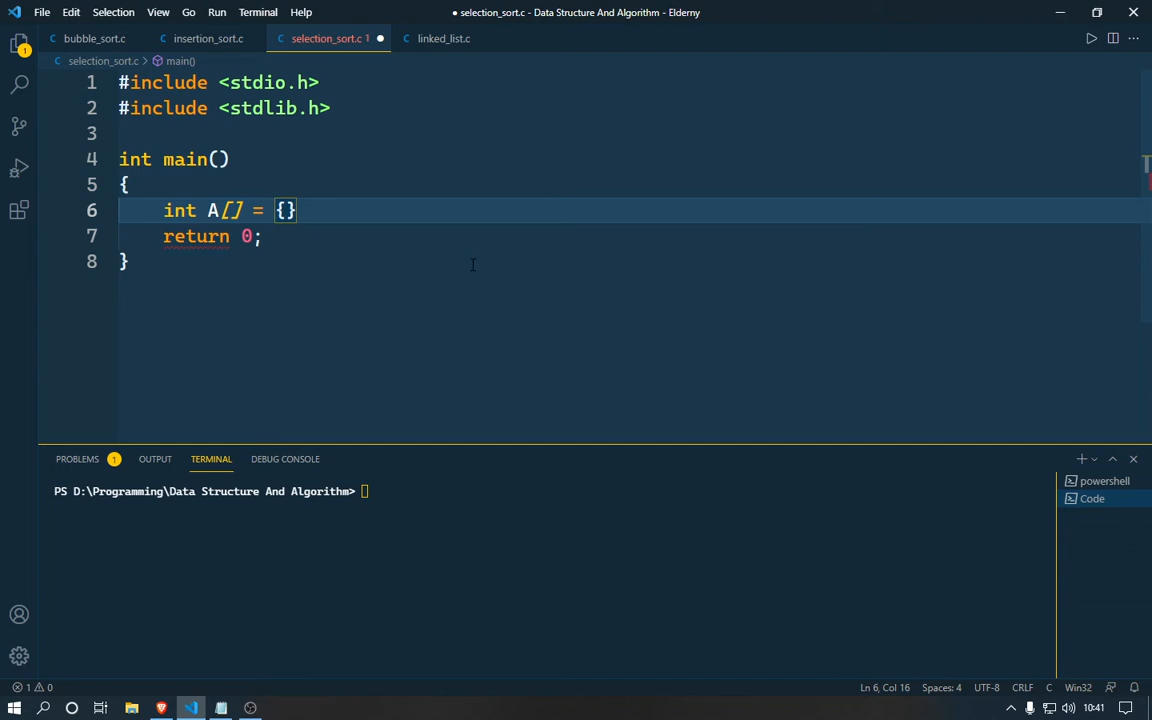 File Edit Selection View Go Run Terminal Help
● selection_sort.c - Data Structure And Algorithm - Elderny
C bubble_sort.c C insertion_sort.c C selection_sort.c 1 ● C linked_list.c
C selection_sort.c > main()
1 #include <stdio.h>
2 #include <stdlib.h>
3
4 int main()
5 {
6 int A[] = {}
7 return 0;
8 }
1
PROBLEMS 1 OUTPUT TERMINAL DEBUG CONSOLE
PS D:\Programming\Data Structure And Algorithm>
powershell
Code
1 0
Ln 6, Col 16 Spaces: 4 UTF-8 CRLF C Win32
10:41